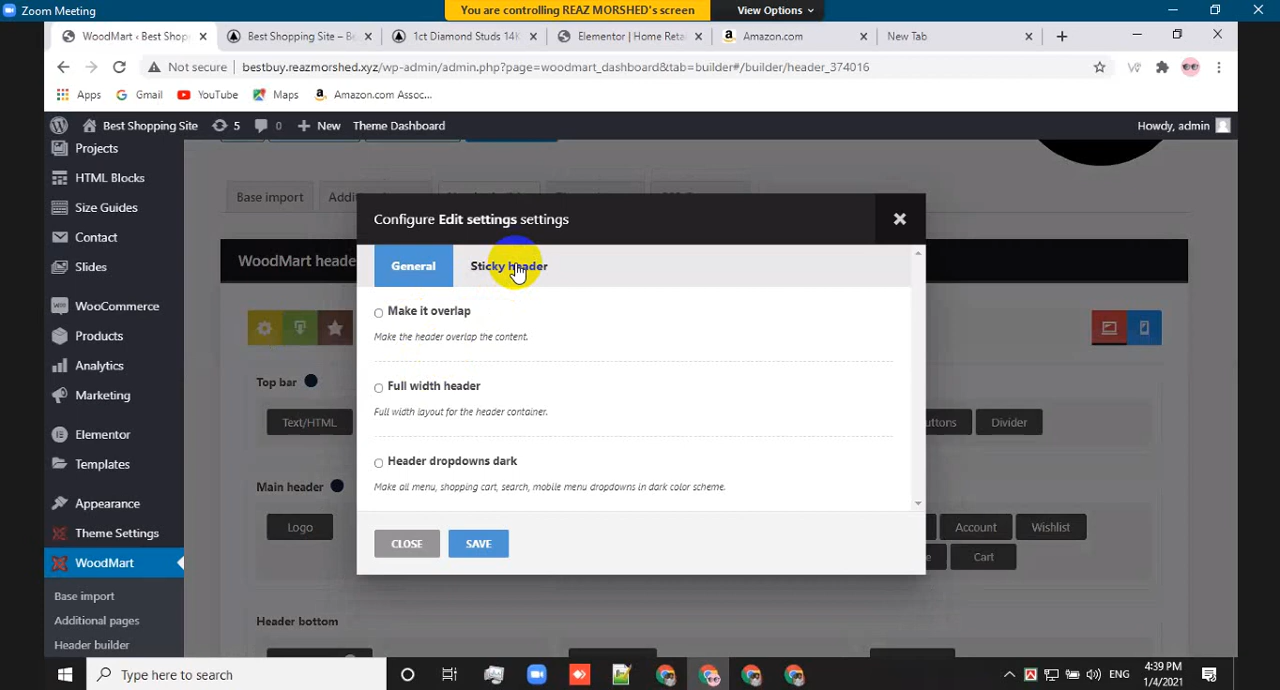 Zoom Meeting
You are controlling REAZ MORSHED's screen
View Options
WoodMart ‹ Best Shop
Best Shopping Site – Be
1ct Diamond Studs 14K
Elementor | Home Reta
Amazon.com
New Tab
Not secure
bestbuy.reazmorshed.xyz/wp-admin/admin.php?page=woodmart_dashboard&tab=builder#/builder/header_374016
Apps
Gmail
YouTube
Maps
Amazon.com Assoc...
Best Shopping Site
5
0
New
Theme Dashboard
Howdy, admin
Projects
HTML Blocks
Size Guides
Contact
Slides
WooCommerce
Products
Analytics
Marketing
Elementor
Templates
Appearance
Theme Settings
WoodMart
Base import
Additional pages
Header builder
Base import
WoodMart
Top bar
Text/HTML
Divider
Main header
Logo
Account
Wishlist
Cart
Header bottom
Configure Edit settings settings
General
Sticky header
Make it overlap
Make the header overlap the content.
Full width header
Full width layout for the header container.
Header dropdowns dark
Make all menu, shopping cart, search, mobile menu dropdowns in dark color scheme.
CLOSE
SAVE
Type here to search
ENG
4:39 PM
1/4/2021